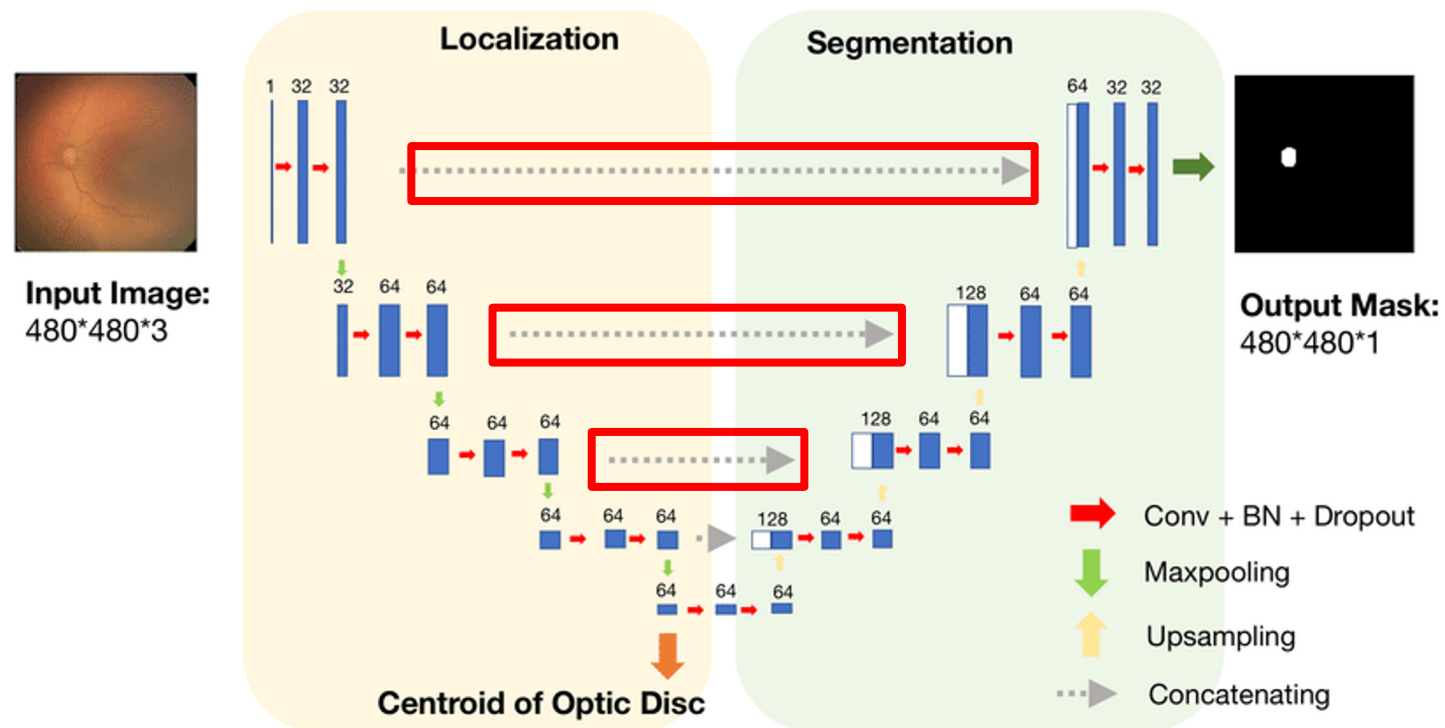 Localization
Segmentation
1 32 32
64 32 32
Input Image:
480*480*3
Output Mask:
480*480*1
32 64 64
128 64 64
64 64 64
128 64 64
64 64 64
128 64 64
64 64 64
Centroid of Optic Disc
Conv + BN + Dropout
Maxpooling
Upsampling
Concatenating